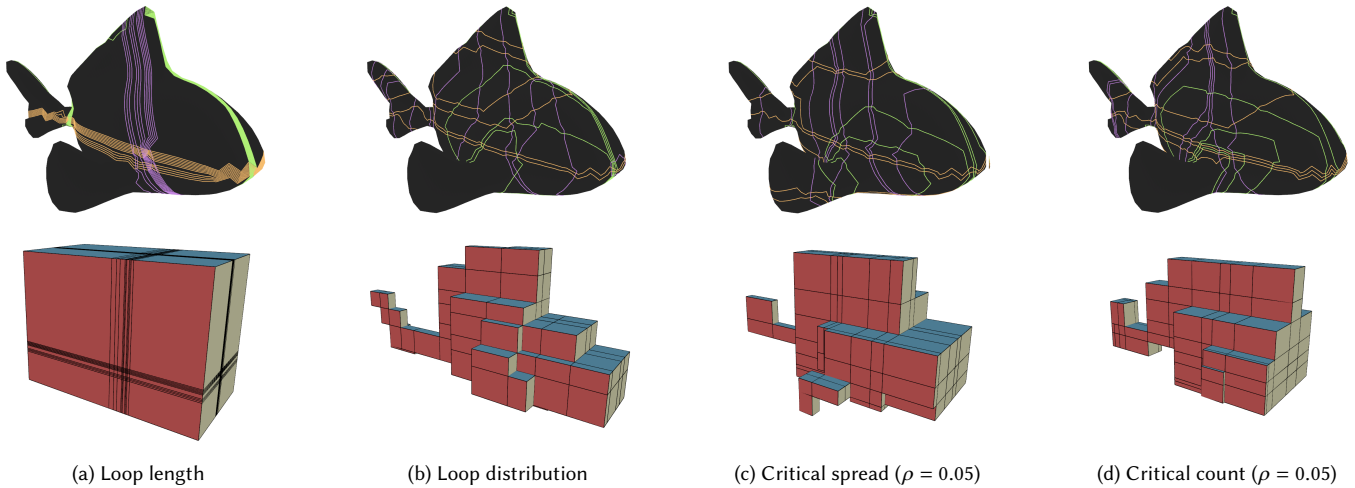 (a) Loop length
(b) Loop distribution
(c) Critical spread (ρ = 0.05)
(d) Critical count (ρ = 0.05)